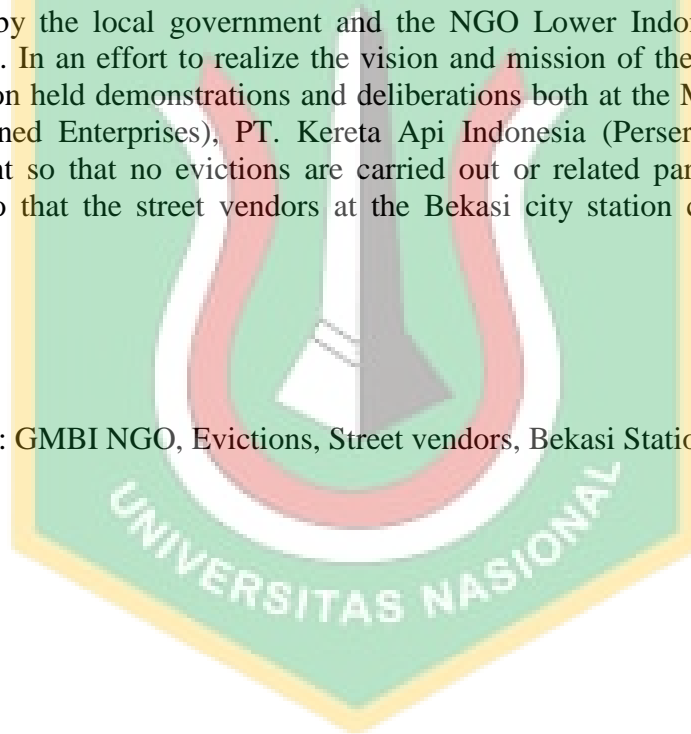 by the local government and the NGO Lower Indo
. In an effort to realize the vision and mission of the
on held demonstrations and deliberations both at the M
ned Enterprises), PT. Kereta Api Indonesia (Perser
nt so that no evictions are carried out or related par
o that the street vendors at the Bekasi city station c
: GMBI NGO, Evictions, Street vendors, Bekasi Statio
UNIVERSITAS NASIONAL